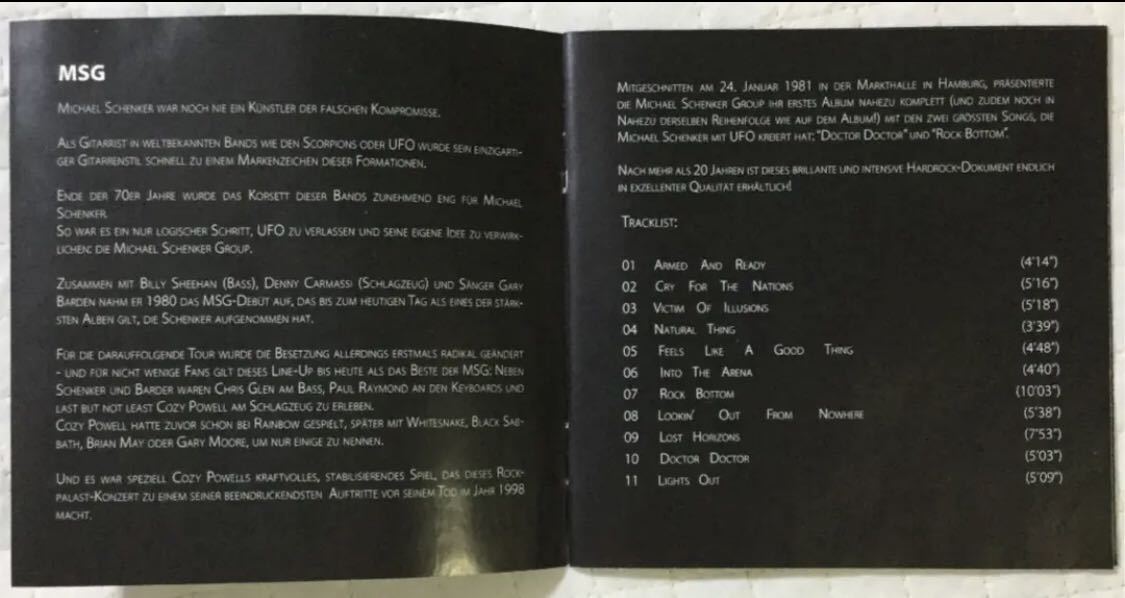 MSG
MICHAEL SCHENKER WAR NOCH NIE EIN KÜNSTLER DER FALSCHEN KOMPROMISSE.
ALS GITARRIST IN WELTBEKANNTEN BANDS WIE DEN SCORPIONS ODER UFO WURDE SEIN EINZIGARTI-
GER GITARRENSTIL SCHNELL ZU EINEM MARKENZEICHEN DIESER FORMATIONEN.
ENDE DER 70ER JAHRE WURDE DAS KORSETT DIESER BANDS ZUNEHMEND ENG FÜR MICHAEL
SCHENKER.
SO WAR ES EIN NUR LOGISCHER SCHRITT, UFO ZU VERLASSEN UND SEINE EIGENE IDEE ZU VERWIRK-
LICHEN: DIE MICHAEL SCHENKER GROUP.
ZUSAMMEN MIT BILLY SHEEHAN (BASS), DENNY CARMASSI (SCHLAGZEUG) UND SÄNGER GARY
BARDEN NAHM ER 1980 DAS MSG-DEBÜT AUF, DAS BIS ZUM HEUTIGEN TAG ALS EINES DER STÄRK-
STEN ALBEN GILT, DIE SCHENKER AUFGENOMMEN HAT.
FÜR DIE DARAUFFOLGENDE TOUR WURDE DIE BESETZUNG ALLERDINGS ERSTMALS RADIKAL GEÄNDERT
- UND FÜR NICHT WENIGE FANS GILT DIESES LINE-UP BIS HEUTE ALS DAS BESTE DER MSG: NEBEN
SCHENKER UND BARDER WAREN CHRIS GLEN AM BASS, PAUL RAYMOND AN DEN KEYBOARDS UND
LAST BUT NOT LEAST COZY POWELL AM SCHLAGZEUG ZU ERLEBEN.
COZY POWELL HATTE ZUVOR SCHON BEI RAINBOW GESPIELT, SPÄTER MIT WHITESNAKE, BLACK SAB-
BATH, BRIAN MAY ODER GARY MOORE, UM NUR EINIGE ZU NENNEN.
UND ES WAR SPEZIELL COZY POWELLS KRAFTVOLLES, STABILISIERENDES SPIEL, DAS DIESES ROCK-
PALAST-KONZERT ZU EINEM SEINER BEEINDRUCKENDSTEN AUFTRITTE VOR SEINEM TOD IM JAHR 1998
MACHT.
MITGESCHNITTEN AM 24. JANUAR 1981 IN DER MARKTHALLE IN HAMBURG, PRÄSENTIERTE
DIE MICHAEL SCHENKER GROUP IHR ERSTES ALBUM NAHEZU KOMPLETT (UND ZUDEM NOCH IN
NAHEZU DERSELBEN REIHENFOLGE WIE AUF DEM ALBUM!) MIT DEN ZWEI GRÖSSTEN SONGS, DIE
MICHAEL SCHENKER MIT UFO KREIERT HAT: "DOCTOR DOCTOR" UND "ROCK BOTTOM".
NACH MEHR ALS 20 JAHREN IST DIESES BRILLANTE UND INTENSIVE HARDROCK-DOKUMENT ENDLICH
IN EXZELLENTER QUALITÄT ERHÄLTLICH!
TRACKLIST:
01 ARMED AND READY (4'14")
02 CRY FOR THE NATIONS (5'16")
03 VICTIM OF ILLUSIONS (5'18")
04 NATURAL THING (3'39")
05 FEELS LIKE A GOOD THING (4'48")
06 INTO THE ARENA (4'40")
07 ROCK BOTTOM (10'03")
08 LOOKIN' OUT FROM NOWHERE (5'38")
09 LOST HORIZONS (7'53")
10 DOCTOR DOCTOR (5'03")
11 LIGHTS OUT (5'09")